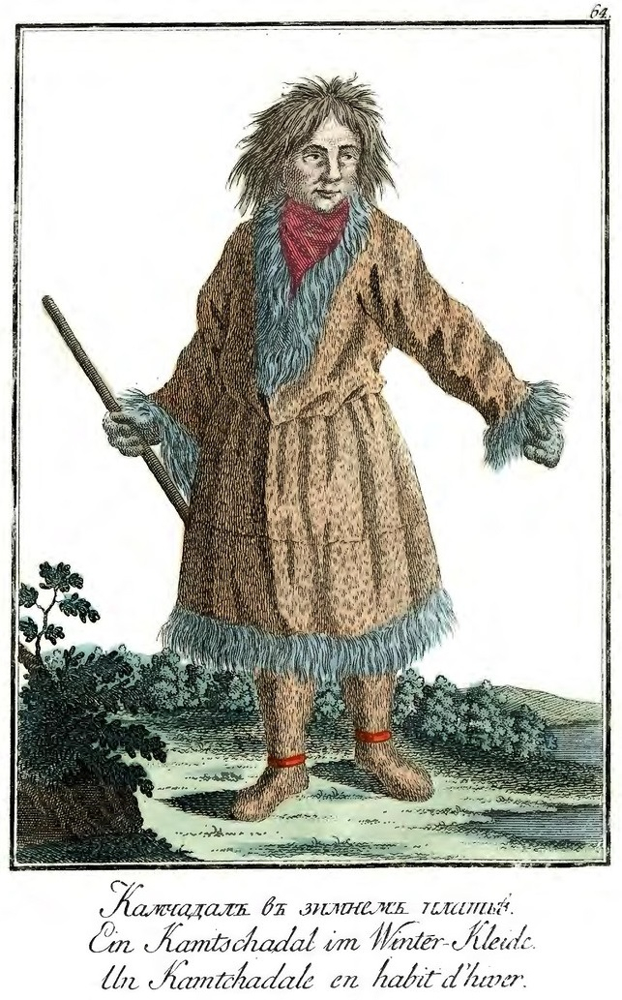 64.
Камчадалъ въ зимнемъ платьѣ.
Ein Kamtschadal im Winter-Kleide.
Un Kamtchadale en habit d'hiver.